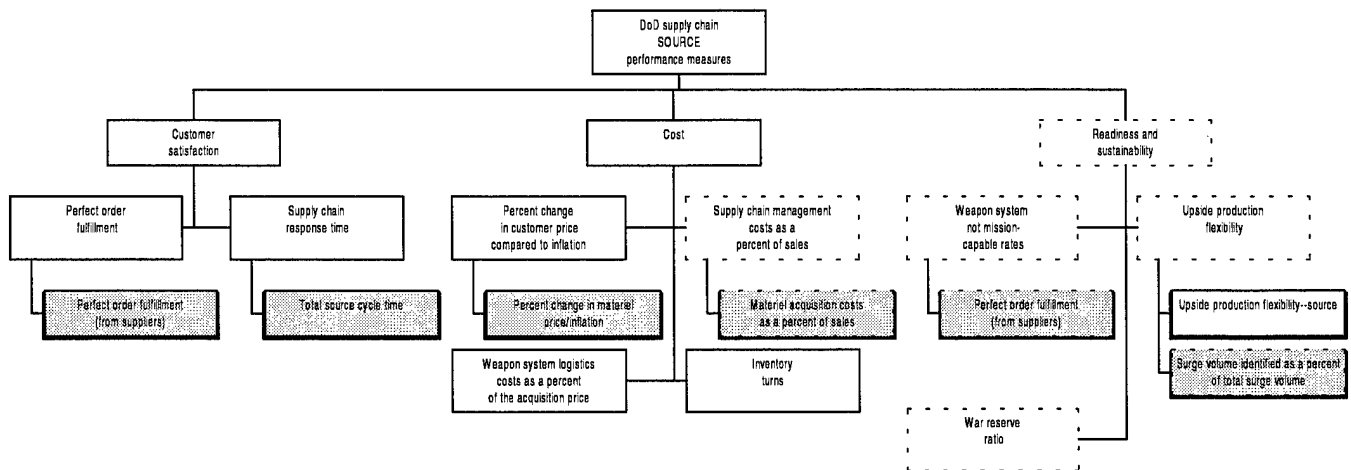 DoD supply chain
SOURCE
performance measures
Customer
satisfaction
Cost
Readiness and
sustainability
Perfect order
fulfillment
Supply chain
response time
Percent change
in customer price
compared to inflation
Supply chain management
costs as a
percent of sales
Weapon system
not mission-
capable rates
Upside production
flexibility
Perfect order fulfillment
(from suppliers)
Total source cycle time
Percent change in materiel
price/inflation
Materiel acquisition costs
as a percent of sales
Perfect order fulfillment
(from suppliers)
Upside production flexibility--source
Weapon system logistics
costs as a percent
of the acquisition price
Inventory
turns
Surge volume identified as a percent
of total surge volume
War reserve
ratio